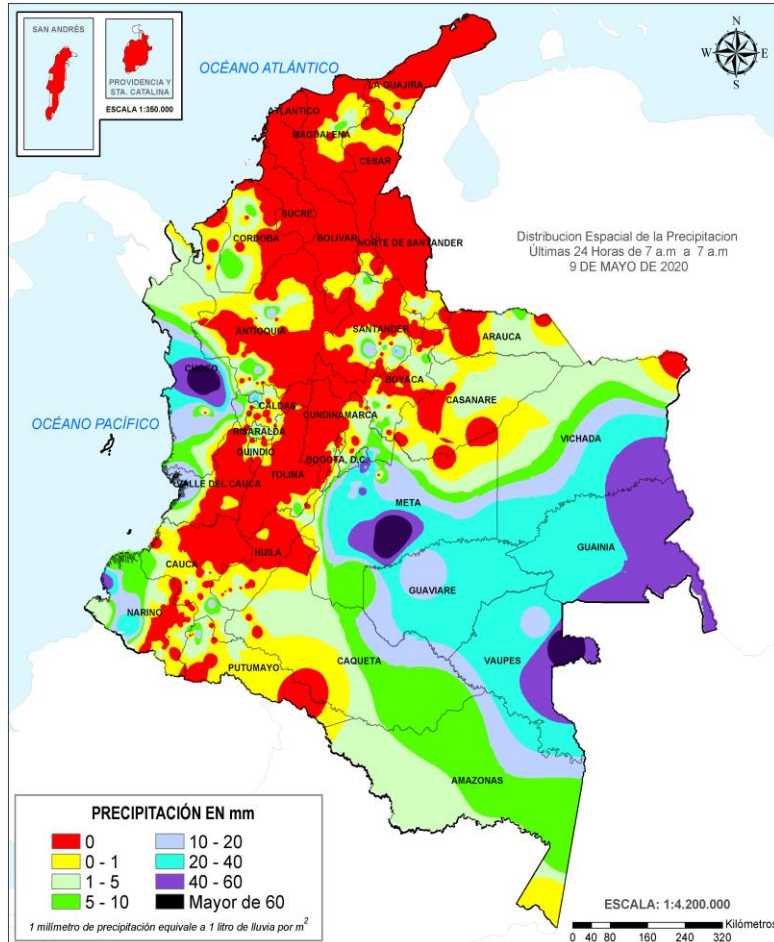 SAN ANDRÉS
PROVIDENCIA Y
STA. CATALINA
ESCALA 1:350.000
OCÉANO ATLÁNTICO
N
W
E
S
LA GUAJIRA
ATLANTICO
MAGDALENA
CESAR
SUCRE
CORDOBA
BOLIVAR
NORTE DE SANTANDER
Distribucion Espacial de la Precipitacion
Últimas 24 Horas de 7 a.m a 7 a.m
9 DE MAYO DE 2020
ANTIOQUIA
SANTANDER
ARAUCA
CHOCO
BOYACA
CASANARE
CALDAS
OCÉANO PACÍFICO
CUNDINAMARCA
RISARALDA
VICHADA
QUINDIO
BOGOTA, D.C.
TOLIMA
VALLE DEL CAUCA
META
GUAINIA
HUILA
CAUCA
GUAVIARE
NARIÑO
VAUPES
PUTUMAYO
CAQUETA
AMAZONAS
PRECIPITACIÓN EN mm
0
10 - 20
0 - 1
20 - 40
1 - 5
40 - 60
5 - 10
Mayor de 60
1 milímetro de precipitación equivale a 1 litro de lluvia por m²
ESCALA: 1:4.200.000
Kilómetros
0 40 80 160 240 320